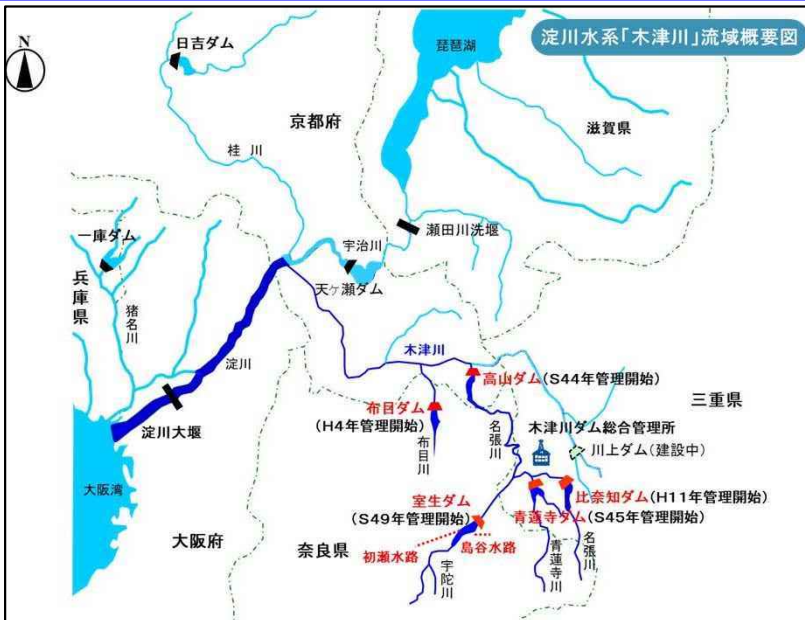 淀川水系「木津川」流域概要図
N
日吉ダム
琵琶湖
京都府
滋賀県
桂川
一庫ダム
瀬田川洗堰
宇治川
天ヶ瀬ダム
兵庫県
猪名川
淀川
木津川
高山ダム(S44年管理開始)
三重県
布目ダム
(H4年管理開始)
布目川
名張川
木津川ダム総合管理所
川上ダム(建設中)
淀川大堰
大阪湾
室生ダム
(S49年管理開始)
比奈知ダム(H11年管理開始)
青蓮寺ダム(S45年管理開始)
大阪府
奈良県
初瀬水路
島谷水路
宇陀川
青蓮寺川
名張川